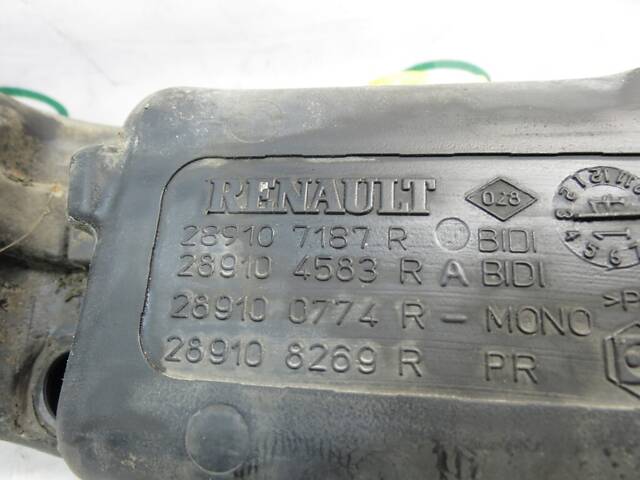 RENAULT 028
28910 7187 R BIDI
28910 4583 R A BIDI
28910 0774 R - MONO >P
28910 8269 R PR